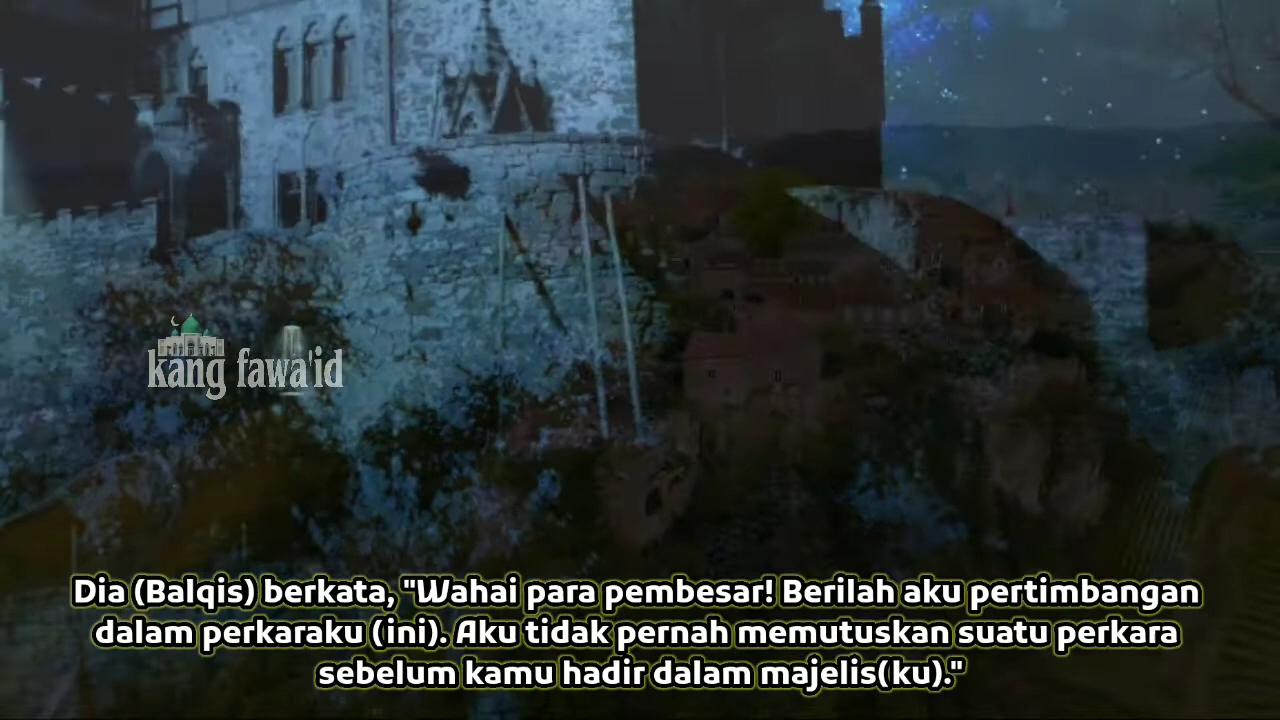 kang fawa'id
Dia (Balqis) berkata, "Wahai para pembesar! Berilah aku pertimbangan
dalam perkaraku (ini). Aku tidak pernah memutuskan suatu perkara
sebelum kamu hadir dalam majelis(ku)."